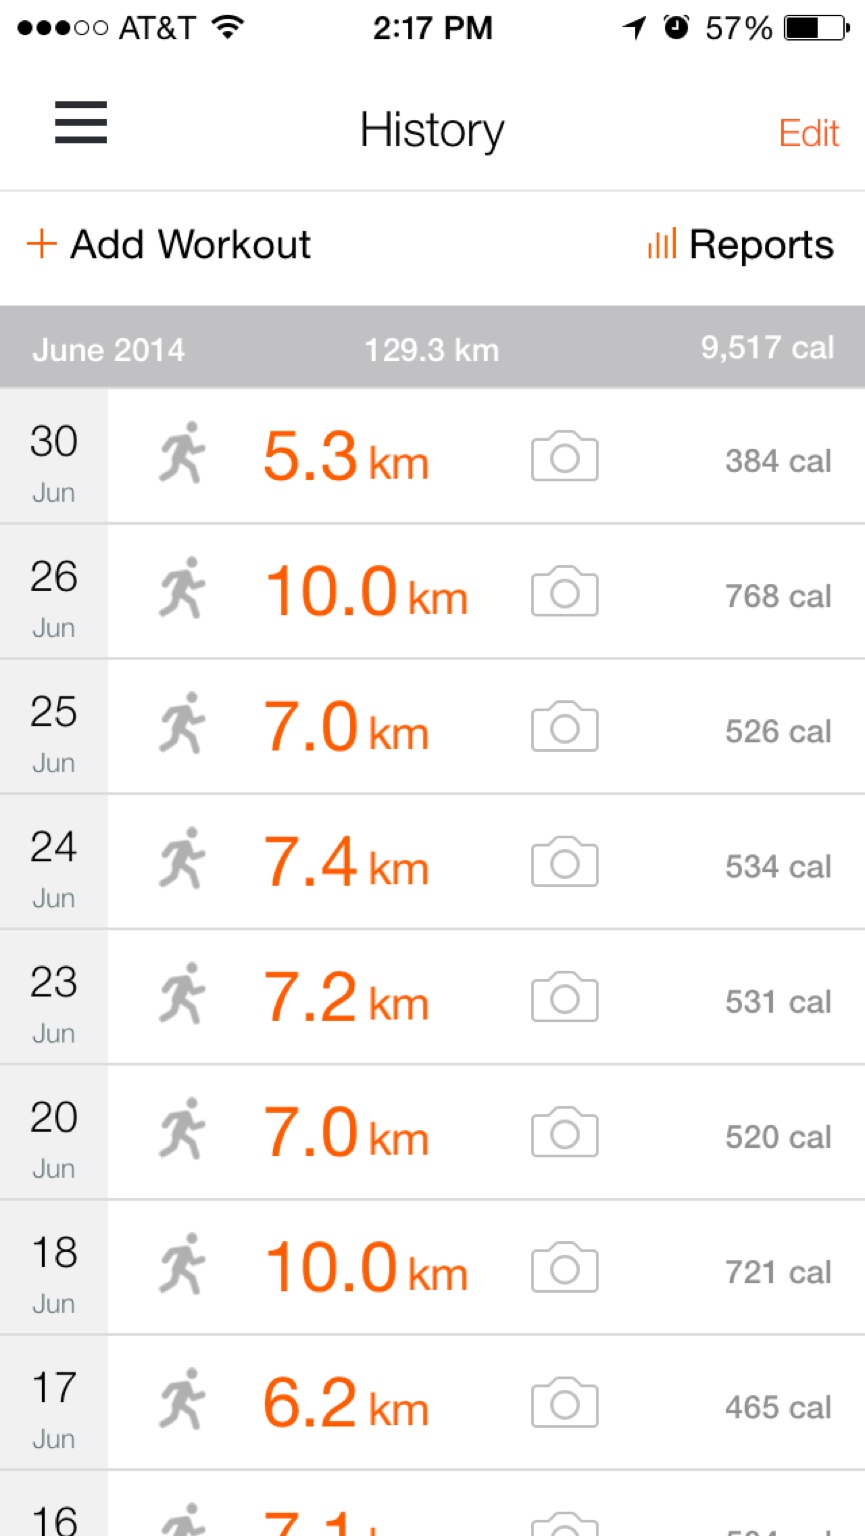 AT&T 2:17 PM 57%
History Edit
+ Add Workout Reports
June 2014 129.3 km 9,517 cal
30 Jun 5.3 km 384 cal
26 Jun 10.0 km 768 cal
25 Jun 7.0 km 526 cal
24 Jun 7.4 km 534 cal
23 Jun 7.2 km 531 cal
20 Jun 7.0 km 520 cal
18 Jun 10.0 km 721 cal
17 Jun 6.2 km 465 cal
16 7.1